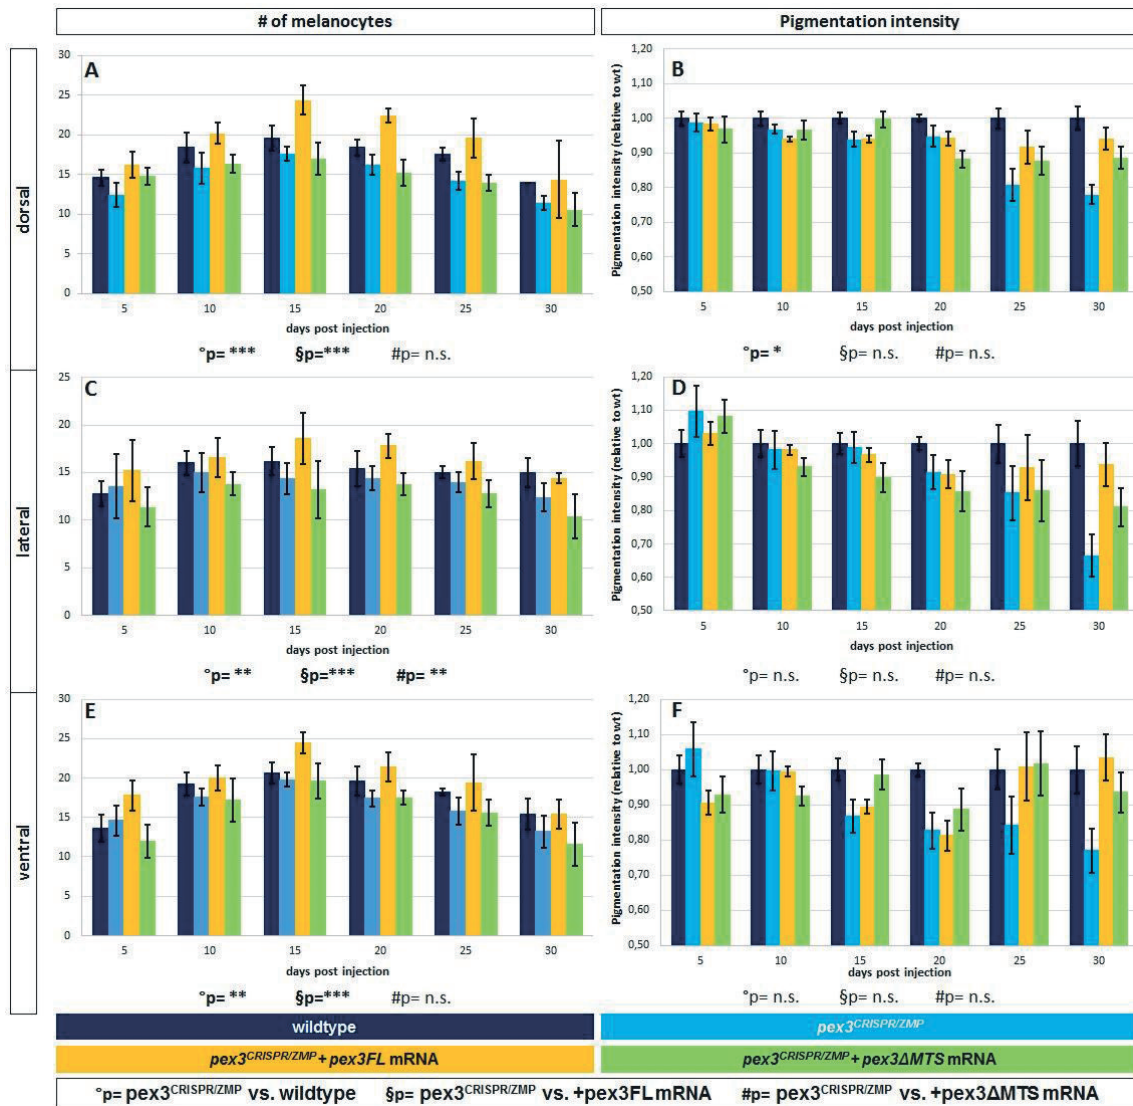 # of melanocytes
Pigmentation intensity
dorsal
A
30
25
20
15
10
5
0
5 10 15 20 25 30
days post injection
°p= *** §p=*** #p= n.s.
B
Pigmentation intensity (relative to wt)
1,20
1,10
1,00
0,90
0,80
0,70
0,60
0,50
5 10 15 20 25 30
days post injection
°p= * §p= n.s. #p= n.s.
lateral
C
25
20
15
10
5
0
5 10 15 20 25 30
days post injection
°p= ** §p=*** #p= **
D
Pigmentation intensity (relative to wt)
1,20
1,10
1,00
0,90
0,80
0,70
0,60
0,50
5 10 15 20 25 30
days post injection
°p= n.s. §p= n.s. #p= n.s.
ventral
E
30
25
20
15
10
5
0
5 10 15 20 25 30
days post injection
°p= ** §p=*** #p= n.s.
F
Pigmentation intensity (relative to wt)
1,20
1,10
1,00
0,90
0,80
0,70
0,60
0,50
5 10 15 20 25 30
days post injection
°p= n.s. §p= n.s. #p= n.s.
wildtype
pex3CRISPR/ZMP
pex3CRISPR/ZMP + pex3FL mRNA
pex3CRISPR/ZMP + pex3ΔMTS mRNA
°p= pex3CRISPR/ZMP vs. wildtype §p= pex3CRISPR/ZMP vs. +pex3FLmRNA #p= pex3CRISPR/ZMP vs. +pex3ΔMTS mRNA